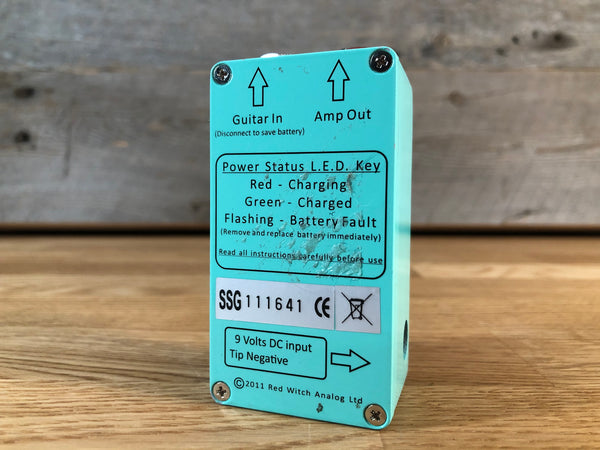 Guitar In
(Disconnect to save battery)
Amp Out
Power Status L.E.D. Key
Red - Charging
Green - Charged
Flashing - Battery Fault
(Remove and replace battery immediately)
Read all instructions carefully before use
SSG 111641 CE
9 Volts DC input
Tip Negative
©2011 Red Witch Analog Ltd